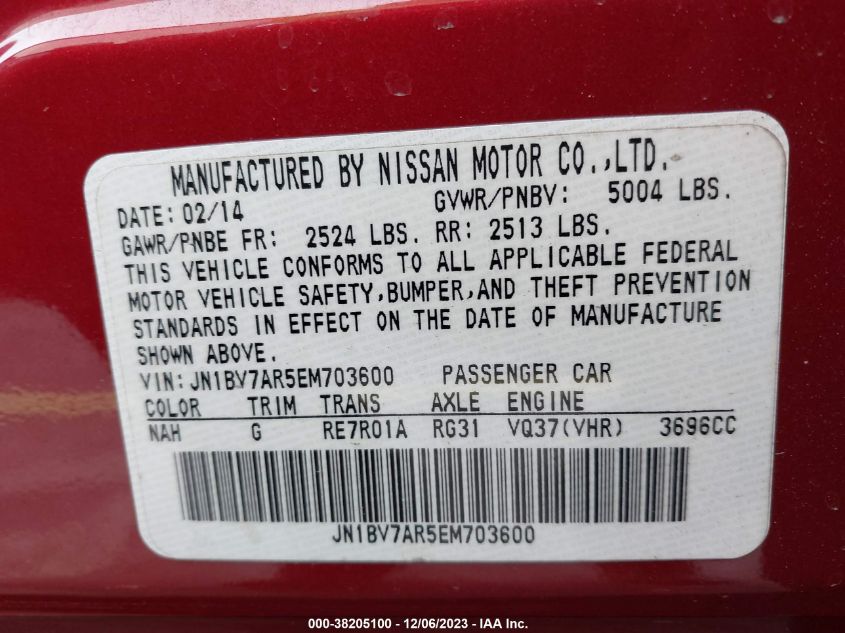 MANUFACTURED BY NISSAN MOTOR CO.,LTD.
DATE: 02/14 GVWR/PNBV: 5004 LBS.
GAWR/PNBE FR: 2524 LBS. RR: 2513 LBS.
THIS VEHICLE CONFORMS TO ALL APPLICABLE FEDERAL
MOTOR VEHICLE SAFETY,BUMPER,AND THEFT PREVENTION
STANDARDS IN EFFECT ON THE DATE OF MANUFACTURE
SHOWN ABOVE.
VIN:JN1BV7AR5EM703600 PASSENGER CAR
COLOR TRIM TRANS AXLE ENGINE
NAH G RE7R01A RG31 VQ37(VHR) 3696CC
JN1BV7AR5EM703600
000-38205100 - 12/06/2023 - IAA Inc.